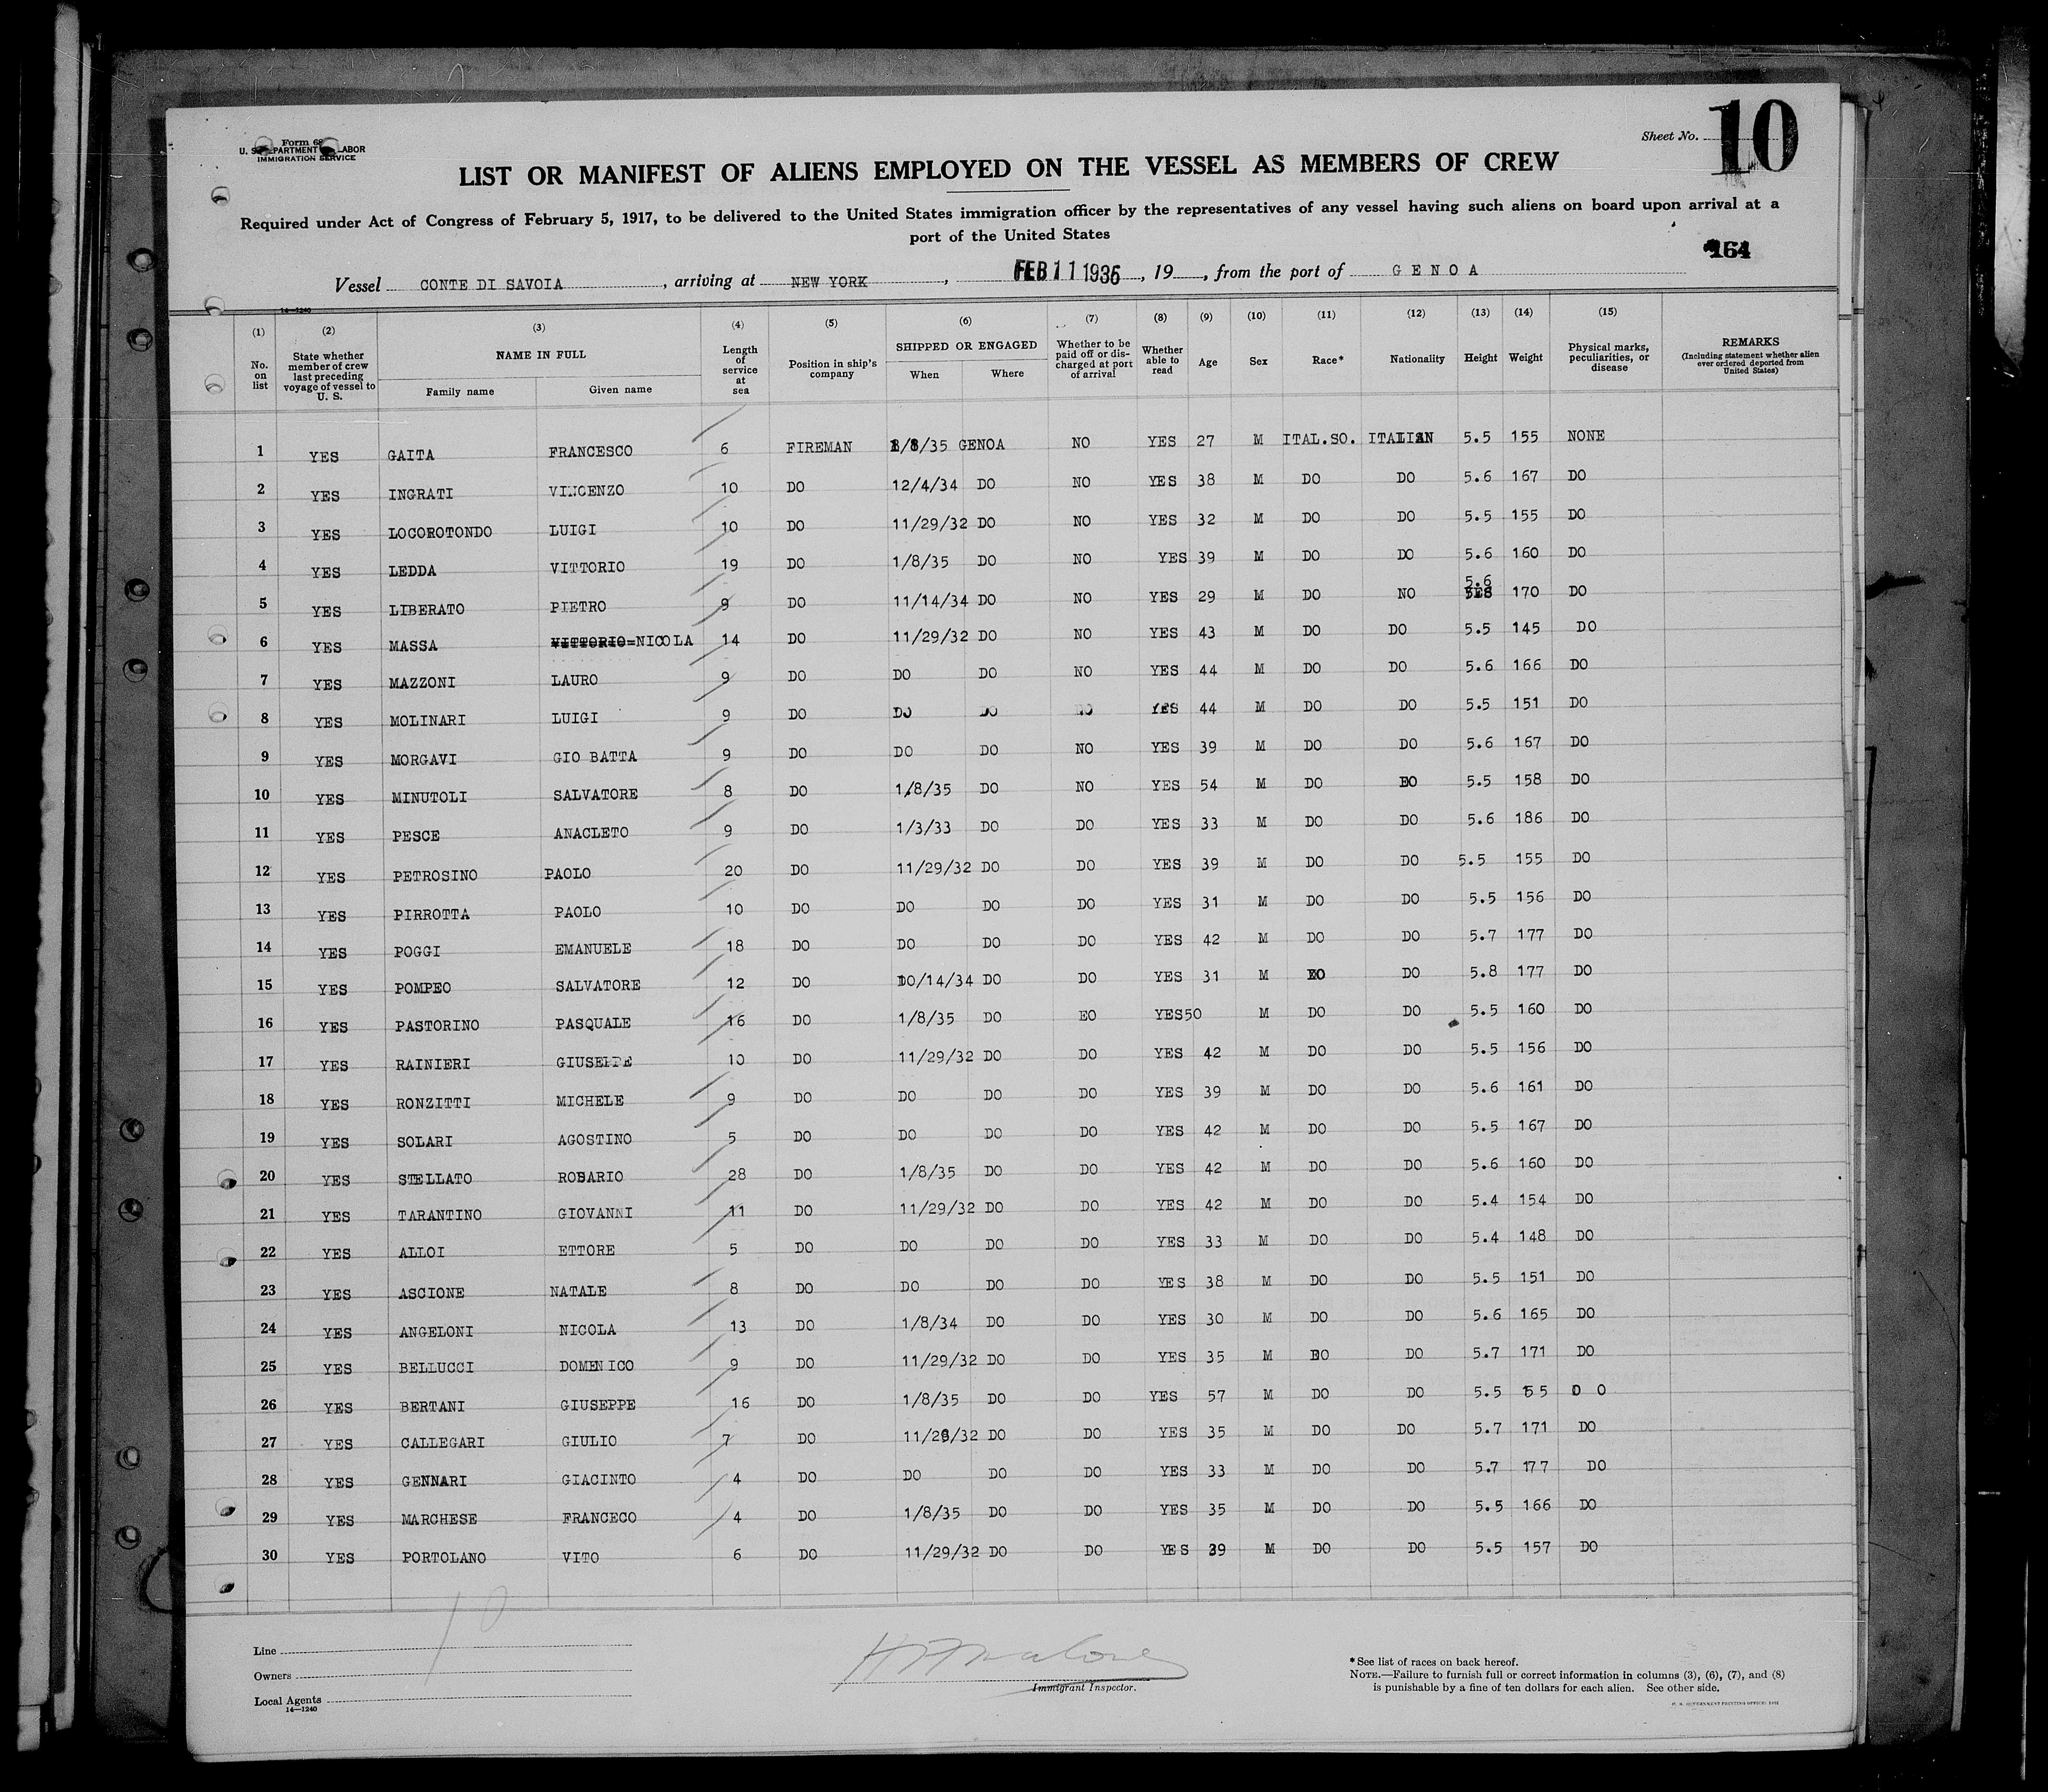 Form 68
U. S. DEPARTMENT LABOR
IMMIGRATION SERVICE
Sheet No. 10
LIST OR MANIFEST OF ALIENS EMPLOYED ON THE VESSEL AS MEMBERS OF CREW
Required under Act of Congress of February 5, 1917, to be delivered to the United States immigration officer by the representatives of any vessel having such aliens on board upon arrival at a
port of the United States
164
Vessel CONTE DI SAVOIA, arriving at NEW YORK, FEB 11 1936, 19, from the port of GENOA
14—1240
(1) (2) (3) (4) (5) (6) (7) (8) (9) (10) (11) (12) (13) (14) (15)
No. on list State whether member of crew last preceding voyage of vessel to U. S. NAME IN FULL Family name Given name Length of service at sea Position in ship's company SHIPPED OR ENGAGED When Where Whether to be paid off or discharged at port of arrival Whether able to read Age Sex Race* Nationality Height Weight Physical marks, peculiarities, or disease REMARKS (Including statement whether alien ever ordered deported from United States)
1 YES GAITA FRANCESCO 6 FIREMAN 1/8/35 GENOA NO YES 27 M ITAL.SO. ITALIAN 5.5 155 NONE
2 YES INGRATI VINCENZO 10 DO 12/4/34 DO NO YES 38 M DO DO 5.6 167 DO
3 YES LOCOROTONDO LUIGI 10 DO 11/29/32 DO NO YES 32 M DO DO 5.5 155 DO
4 YES LEDDA VITTORIO 19 DO 1/8/35 DO NO YES 39 M DO DO 5.6 160 DO
5 YES LIBERATO PIETRO 9 DO 11/14/34 DO NO YES 29 M DO NO 5.6 YES 170 DO
6 YES MASSA VITTORIO=NICOLA 14 DO 11/29/32 DO NO YES 43 M DO DO 5.5 145 DO
7 YES MAZZONI LAURO 9 DO DO DO NO YES 44 M DO DO 5.6 166 DO
8 YES MOLINARI LUIGI 9 DO DO DO NO YES 44 M DO DO 5.5 151 DO
9 YES MORGAVI GIO BATTA 9 DO DO DO NO YES 39 M DO DO 5.6 167 DO
10 YES MINUTOLI SALVATORE 8 DO 1/8/35 DO NO YES 54 M DO DO 5.5 158 DO
11 YES PESCE ANACLETO 9 DO 1/3/33 DO DO YES 33 M DO DO 5.6 186 DO
12 YES PETROSINO PAOLO 20 DO 11/29/32 DO DO YES 39 M DO DO 5.5 155 DO
13 YES PIRROTTA PAOLO 10 DO DO DO DO YES 31 M DO DO 5.5 156 DO
14 YES POGGI EMANUELE 18 DO DO DO DO YES 42 M DO DO 5.7 177 DO
15 YES POMPEO SALVATORE 12 DO 10/14/34 DO DO YES 31 M DO DO 5.8 177 DO
16 YES PASTORINO PASQUALE 16 DO 1/8/35 DO EO YES 50 M DO DO 5.5 160 DO
17 YES RAINIERI GIUSEPPE 10 DO 11/29/32 DO DO YES 42 M DO DO 5.5 156 DO
18 YES RONZITTI MICHELE 9 DO DO DO DO YES 39 M DO DO 5.6 161 DO
19 YES SOLARI AGOSTINO 5 DO DO DO DO YES 42 M DO DO 5.5 167 DO
20 YES STELLATO ROSARIO 28 DO 1/8/35 DO DO YES 42 M DO DO 5.6 160 DO
21 YES TARANTINO GIOVANNI 11 DO 11/29/32 DO DO YES 42 M DO DO 5.4 154 DO
22 YES ALLOI ETTORE 5 DO DO DO DO YES 33 M DO DO 5.4 148 DO
23 YES ASCIONE NATALE 8 DO DO DO DO YES 38 M DO DO 5.5 151 DO
24 YES ANGELONI NICOLA 13 DO 1/8/34 DO DO YES 30 M DO DO 5.6 165 DO
25 YES BELLUCCI DOMENICO 9 DO 11/29/32 DO DO YES 35 M DO DO 5.7 171 DO
26 YES BERTANI GIUSEPPE 16 DO 1/8/35 DO DO YES 57 M DO DO 5.5 55 D O
27 YES CALLEGARI GIULIO 7 DO 11/29/32 DO DO YES 35 M DO DO 5.7 171 DO
28 YES GENNARI GIACINTO 4 DO DO DO DO YES 33 M DO DO 5.7 177 DO
29 YES MARCHESE FRANCECO 4 DO 1/8/35 DO DO YES 35 M DO DO 5.5 166 DO
30 YES PORTOLANO VITO 6 DO 11/29/32 DO DO YES 39 M DO DO 5.5 157 DO
10
Line
Owners
Local Agents
14—1240
Immigrant Inspector.
*See list of races on back hereof.
NOTE.—Failure to furnish full or correct information in columns (3), (6), (7), and (8)
is punishable by a fine of ten dollars for each alien. See other side.
U. S. GOVERNMENT PRINTING OFFICE: